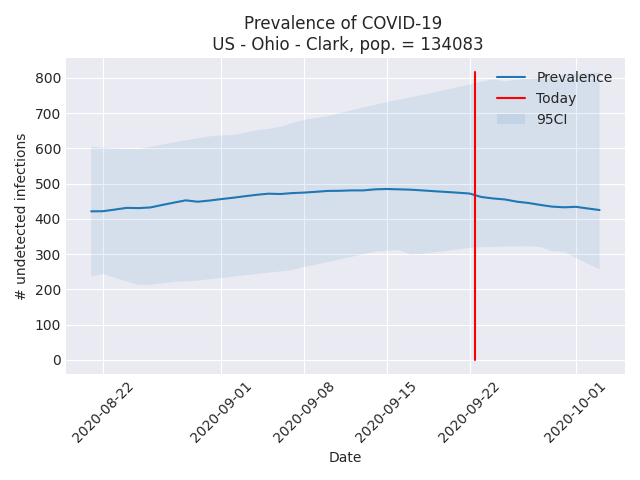 Prevalence of COVID-19
US - Ohio - Clark, pop. = 134083
# undetected infections
800
700
600
500
400
300
200
100
0
Prevalence
Today
95CI
2020-08-22
2020-09-01
2020-09-08
2020-09-15
2020-09-22
2020-10-01
Date